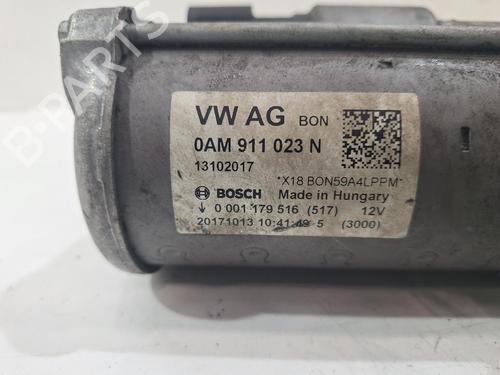 VW AG BON
0AM 911 023 N
13102017
*X18 BON59A4LPPM*
BOSCH Made in Hungary
↓ 0 001 179 516 (517) 12V
20171013 10:41:49 5 (3000)